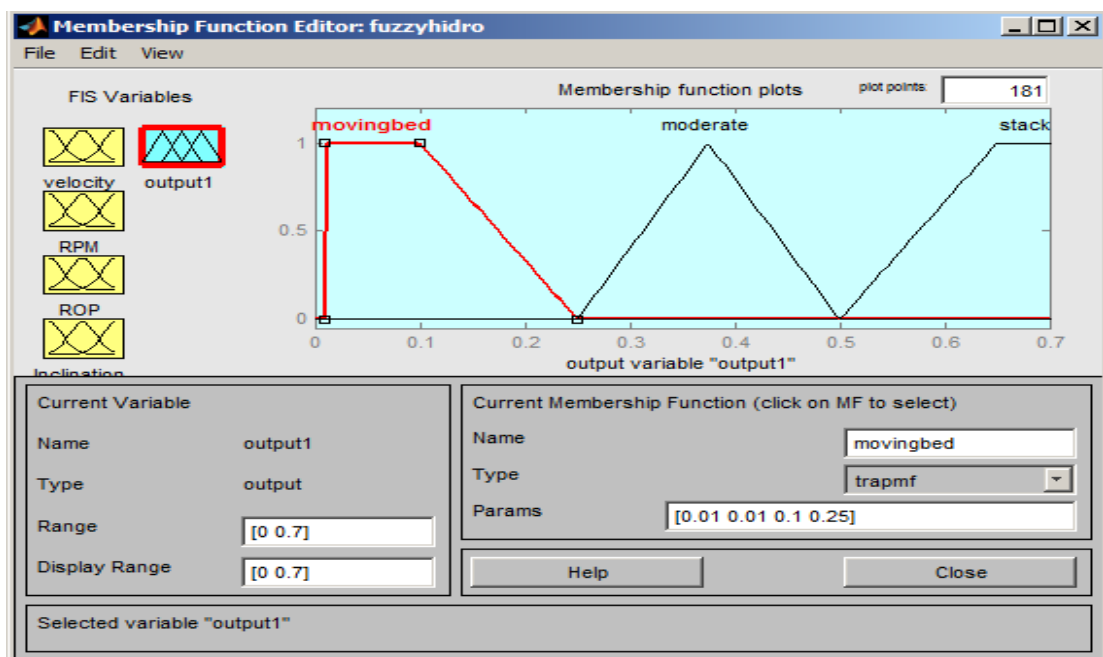 Membership Function Editor: fuzzyhidro
File Edit View
FIS Variables
Membership function plots
plot points:
181
velocity
output1
RPM
ROP
Inclination
movingbed
moderate
stack
1
0.5
0
0 0.1 0.2 0.3 0.4 0.5 0.6 0.7
output variable "output1"
Current Variable
Name output1
Type output
Range [0 0.7]
Display Range [0 0.7]
Current Membership Function (click on MF to select)
Name movingbed
Type trapmf
Params [0.01 0.01 0.1 0.25]
Help Close
Selected variable "output1"